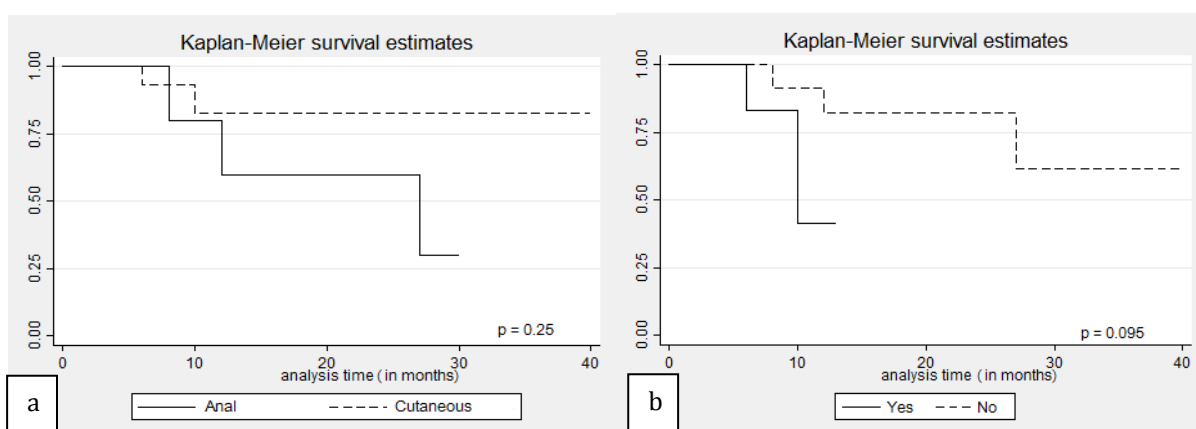 Kaplan-Meier survival estimates
1.00
0.75
0.50
0.25
0.00
p = 0.25
0 10 20 30 40
analysis time (in months)
Anal Cutaneous
a
Kaplan-Meier survival estimates
1.00
0.75
0.50
0.25
0.00
p = 0.095
0 10 20 30 40
analysis time (in months)
Yes No
b